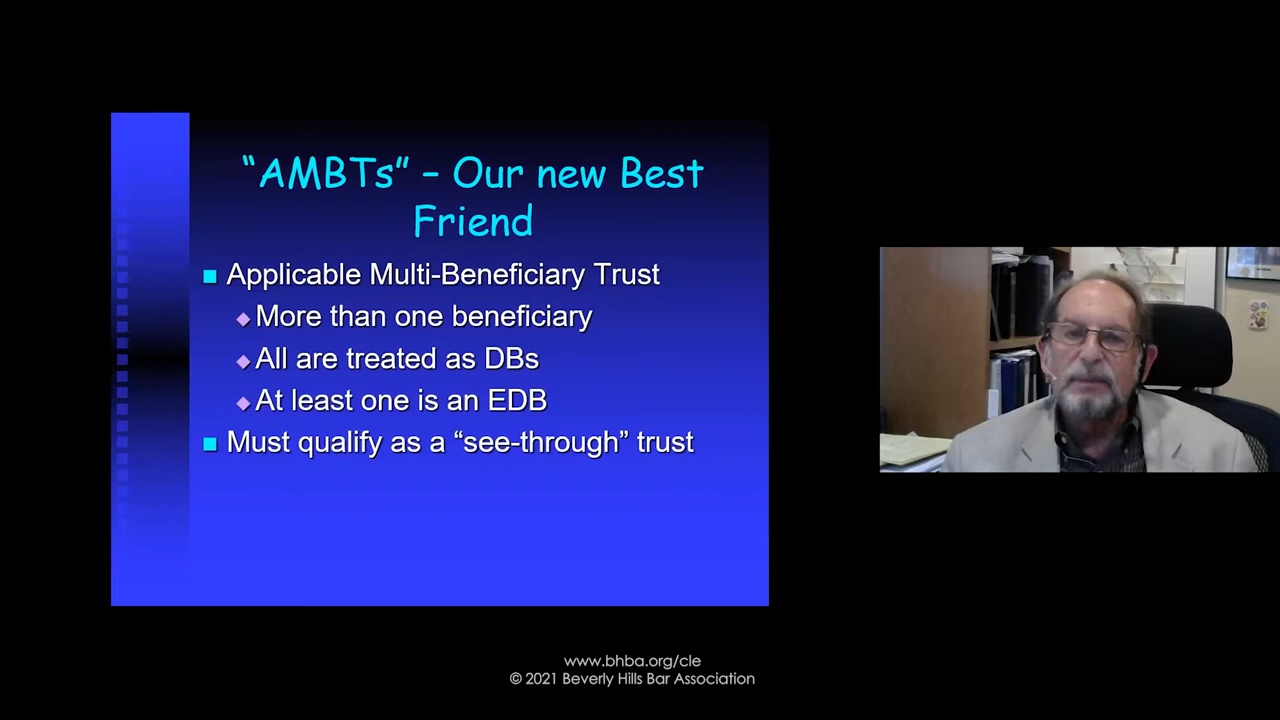 “AMBTs” – Our new Best
Friend
Applicable Multi-Beneficiary Trust
More than one beneficiary
All are treated as DBs
At least one is an EDB
Must qualify as a “see-through” trust
www.bhba.org/cle
© 2021 Beverly Hills Bar Association